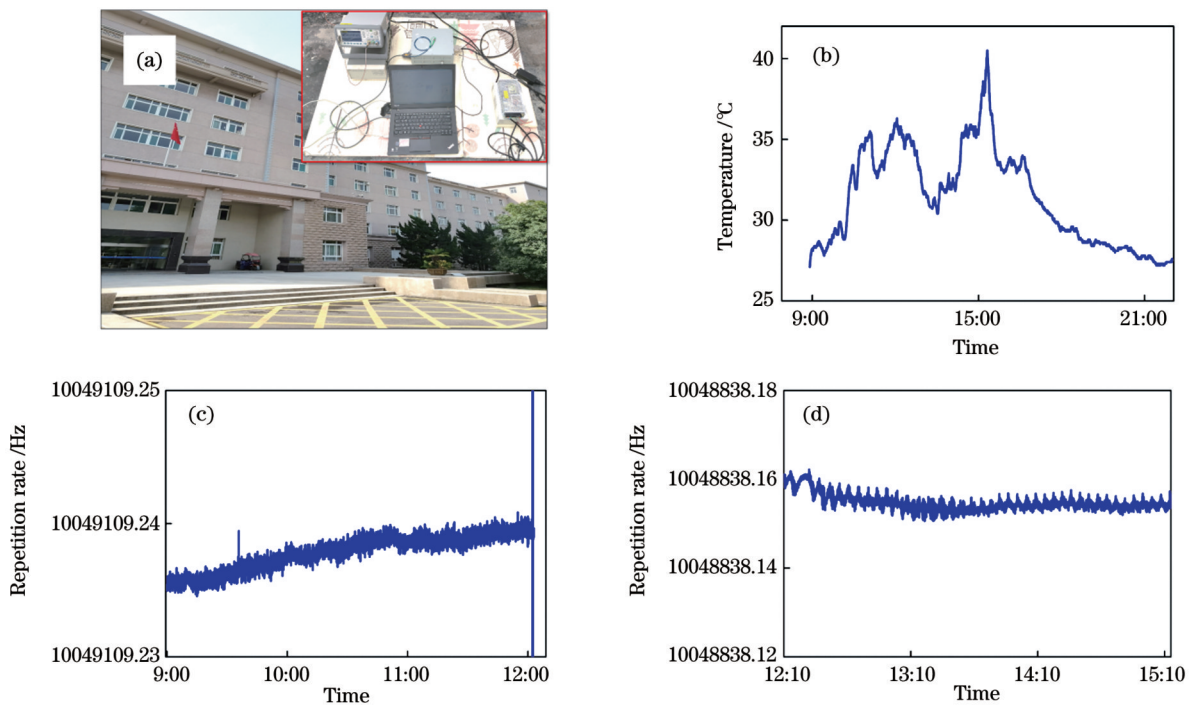 (a)
(b)
Temperature /℃
40
35
30
25
9:00
15:00
21:00
Time
(c)
Repetition rate /Hz
10049109.25
10049109.24
10049109.23
9:00
10:00
11:00
12:00
Time
(d)
Repetition rate /Hz
10048838.18
10048838.16
10048838.14
10048838.12
12:10
13:10
14:10
15:10
Time